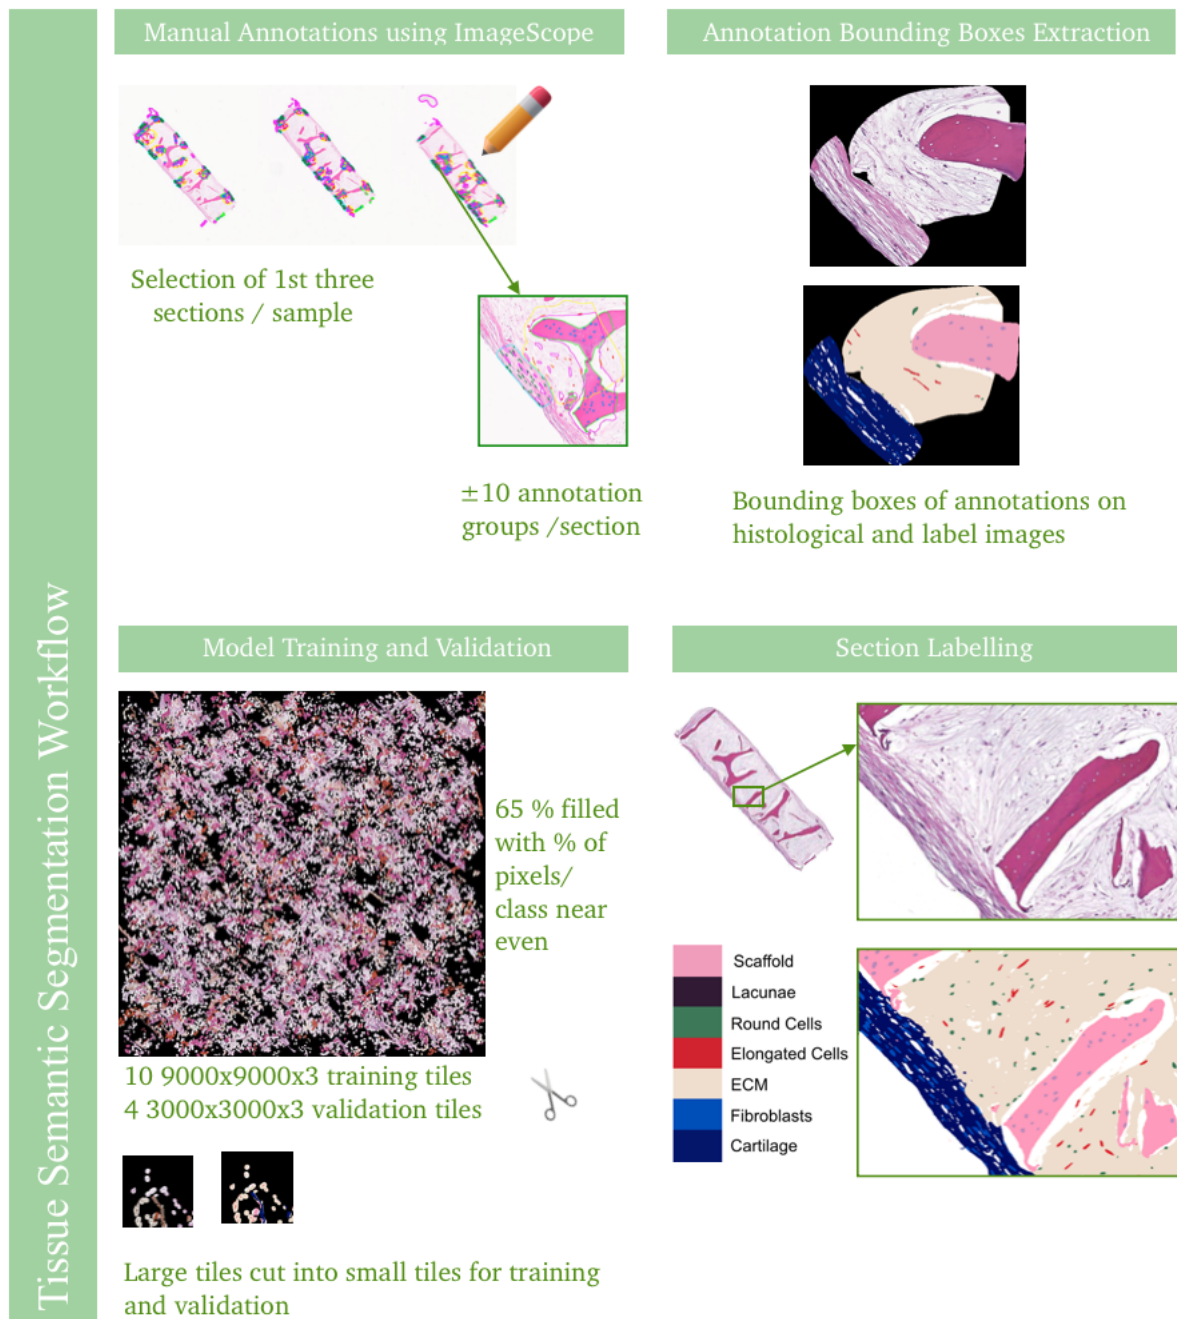 Tissue Semantic Segmentation Workflow
Manual Annotations using ImageScope
Selection of 1st three
sections / sample
±10 annotation
groups /section
Annotation Bounding Boxes Extraction
Bounding boxes of annotations on
histological and label images
Model Training and Validation
65 % filled
with % of
pixels/
class near
even
10 9000x9000x3 training tiles
4 3000x3000x3 validation tiles
Large tiles cut into small tiles for training
and validation
Section Labelling
Scaffold
Lacunae
Round Cells
Elongated Cells
ECM
Fibroblasts
Cartilage